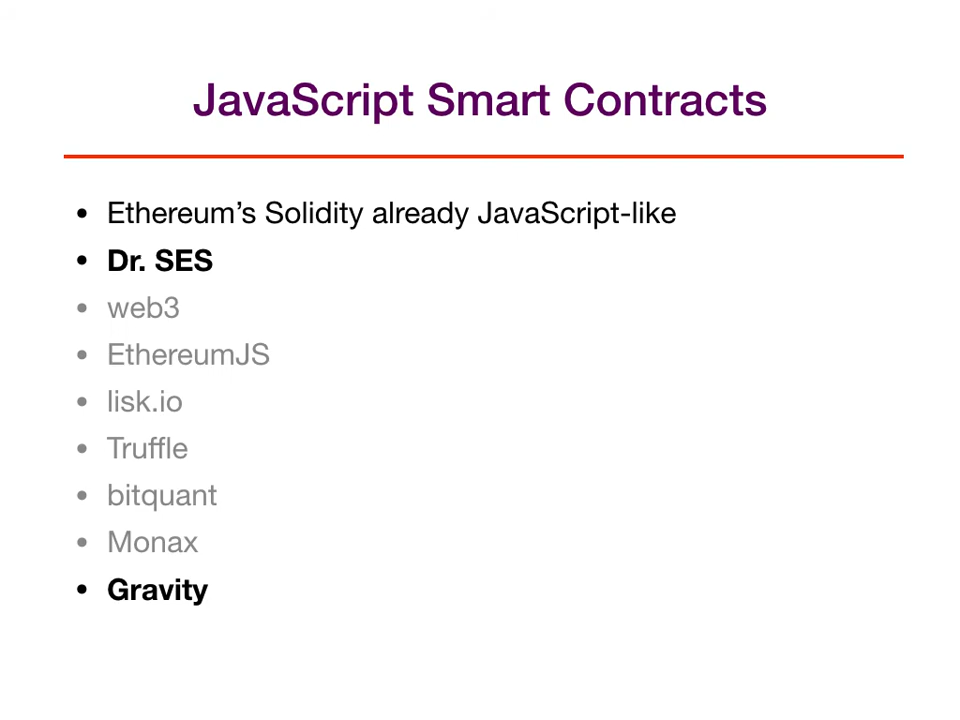 JavaScript Smart Contracts
• Ethereum’s Solidity already JavaScript-like
• Dr. SES
• web3
• EthereumJS
• lisk.io
• Truffle
• bitquant
• Monax
• Gravity